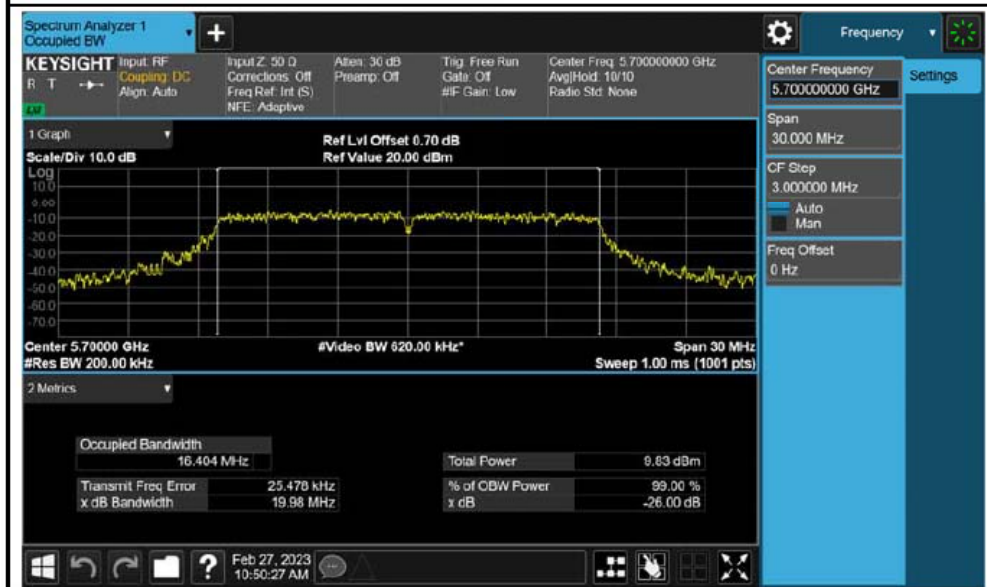 Spectrum Analyzer 1
Occupied BW
Frequency
KEYSIGHT
R T
Input: RF
Coupling: DC
Align: Auto
Input Z: 50 Ω
Corrections: Off
Freq Ref: Int (S)
NFE: Adaptive
Atten: 30 dB
Preamp: Off
Trig: Free Run
Gate: Off
#IF Gain: Low
Center Freq: 5.700000000 GHz
Avg|Hold: 10/10
Radio Std: None
Center Frequency
5.700000000 GHz
Settings
Span
30.000 MHz
CF Step
3.000000 MHz
Auto
Man
Freq Offset
0 Hz
1 Graph
Scale/Div 10.0 dB
Ref Lvl Offset 0.70 dB
Ref Value 20.00 dBm
Log
10.0
0.00
-10.0
-20.0
-30.0
-40.0
-50.0
-60.0
-70.0
Center 5.70000 GHz
#Video BW 620.00 kHz*
Span 30 MHz
#Res BW 200.00 kHz
Sweep 1.00 ms (1001 pts)
2 Metrics
Occupied Bandwidth
16.404 MHz
Total Power
9.83 dBm
Transmit Freq Error
25.478 kHz
% of OBW Power
99.00 %
x dB Bandwidth
19.98 MHz
x dB
-26.00 dB
?
Feb 27, 2023
10:50:27 AM